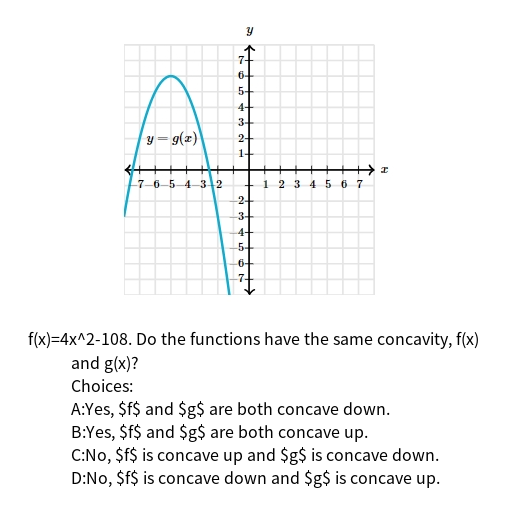 y
7
6
5
4
3
2
1
y = g(x)
x
7 6 5 4 3 2 1 2 3 4 5 6 7
-2
-3
-4
-5
-6
-7
f(x)=4x^2-108. Do the functions have the same concavity, f(x)
and g(x)?
Choices:
A:Yes, $f$ and $g$ are both concave down.
B:Yes, $f$ and $g$ are both concave up.
C:No, $f$ is concave up and $g$ is concave down.
D:No, $f$ is concave down and $g$ is concave up.